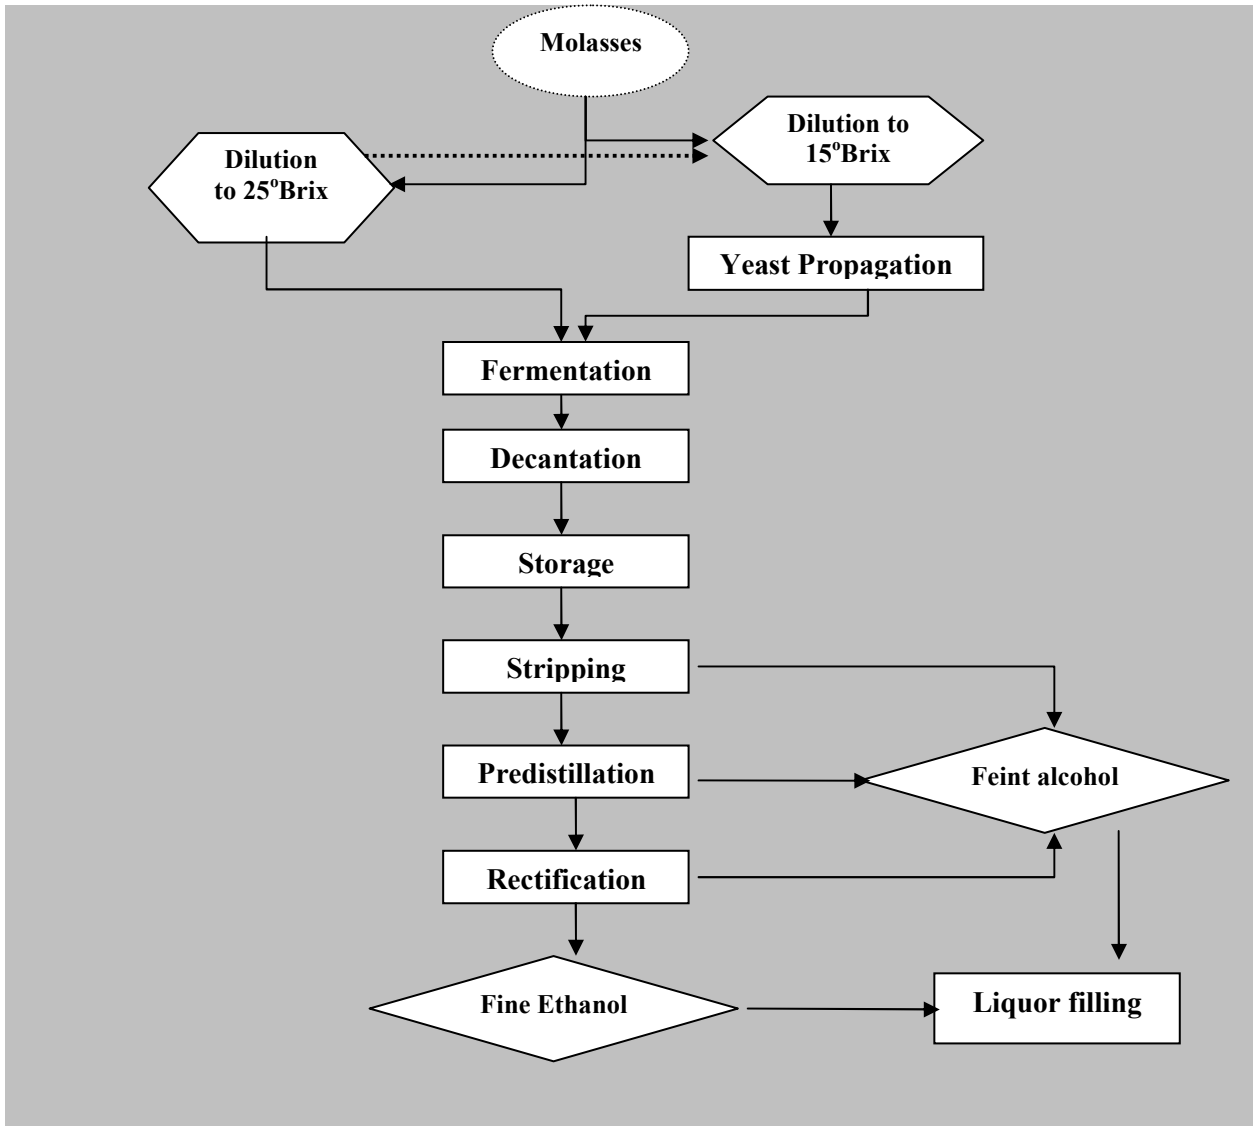 Molasses
Dilution to
15°Brix
Dilution
to 25°Brix
Yeast Propagation
Fermentation
Decantation
Storage
Stripping
Predistillation
Feint alcohol
Rectification
Fine Ethanol
Liquor filling